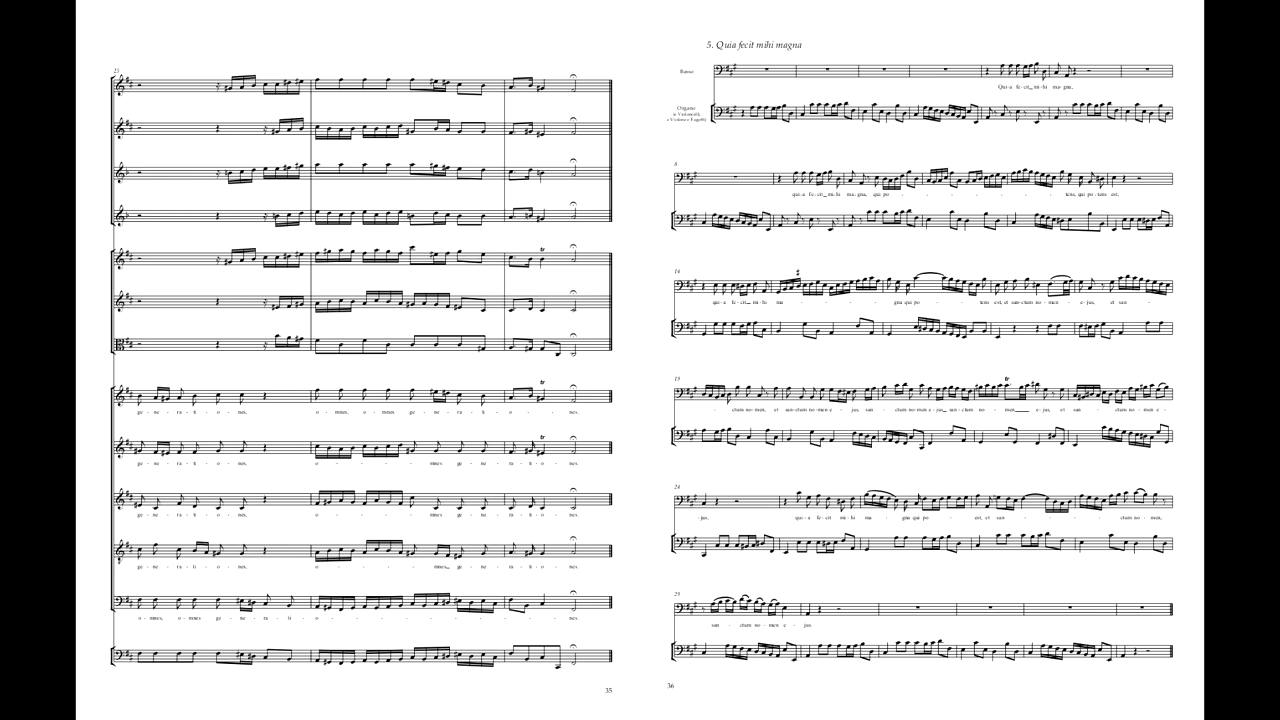 25
ge - ne - ra - ti - o - nes, o - mnes, o - mnes ge - ne - ra - ti - o - nes.
ge - ne - ra - ti - o - nes, o - mnes ge - ne - ra - ti - o - nes.
ge - ne - ra - ti - o - nes, o - mnes ge - ne - ra - ti - o - nes.
ge - ne - ra - ti - o - nes, o - mnes ge - ne - ra - ti - o - nes.
o - mnes, o - mnes ge - ne - ra - ti - o - nes.
35
5. Quia fecit mihi magna
Basso
Qui-a fe-cit mi-hi ma-gna,
Organo
e Violoncelli,
e Violone e Fagotti
8
qui-a fe-cit mi-hi ma-gna, qui po - tens, qui po-tens est,
14
qui-a fe-cit mi-hi ma - gna qui po - tens est, et san-ctum no-men e-jus, et san -
19
ctum no-men, et san-ctum no-men e - jus, san - ctum no-men e-jus, san-ctum no-men e-jus, et san - ctum no-men e -
24
jus, qui-a fe-cit mi-hi ma - gna qui po - est, et san - ctum no-men,
29
san - ctum no-men e - jus.
36